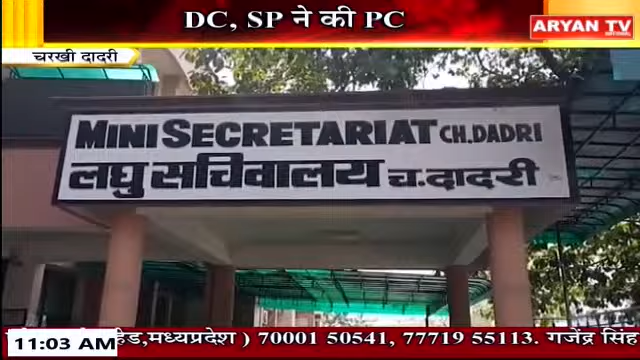 DC, SP ने की PC
ARYAN TV
NATIONAL
चरखी दादरी
MINI SECRETARIAT CH.DADRI
लघु सचिवालय च.दादरी
मध्यप्रदेश ) 70001 50541, 77719 55113. गजेंद्र सिंह
11:03 AM